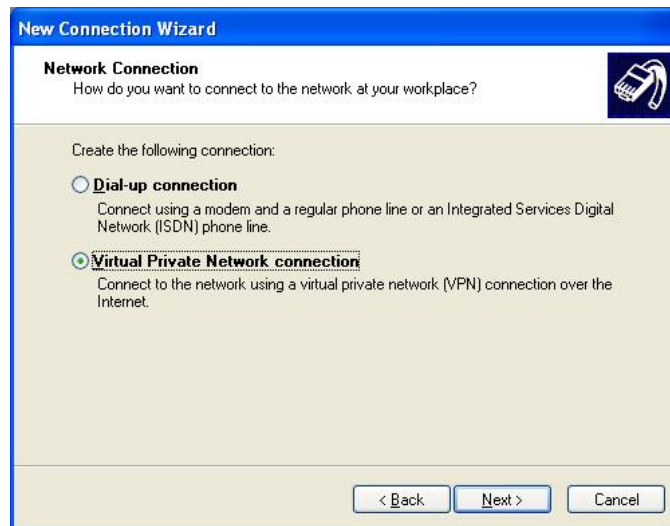 New Connection Wizard
Network Connection
How do you want to connect to the network at your workplace?
Create the following connection:
Dial-up connection
Connect using a modem and a regular phone line or an Integrated Services Digital
Network (ISDN) phone line.
Virtual Private Network connection
Connect to the network using a virtual private network (VPN) connection over the
Internet.
< Back Next > Cancel